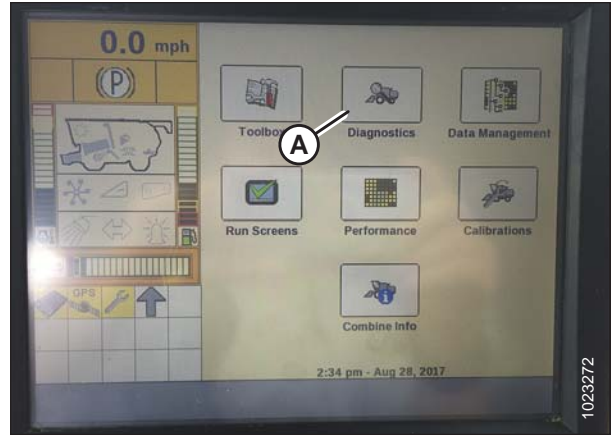 0.0 mph
(P)
Toolbox
A
Diagnostics
Data Management
Run Screens
Performance
Calibrations
GPS
Combine Info
2:34 pm - Aug 28, 2017
1023272